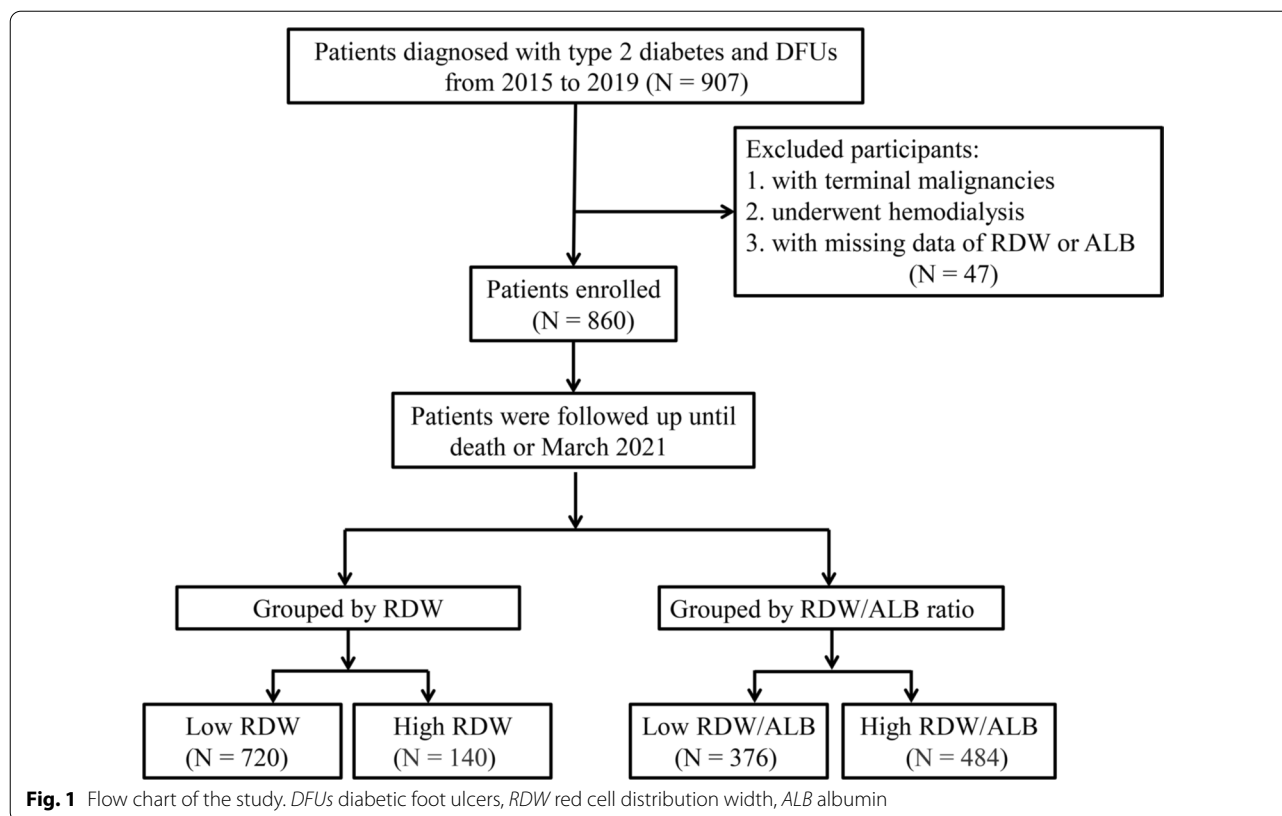 Patients diagnosed with type 2 diabetes and DFUs
from 2015 to 2019 (N = 907)
Excluded participants:
1. with terminal malignancies
2. underwent hemodialysis
3. with missing data of RDW or ALB
(N = 47)
Patients enrolled
(N = 860)
Patients were followed up until
death or March 2021
Grouped by RDW
Grouped by RDW/ALB ratio
Low RDW
(N = 720)
High RDW
(N = 140)
Low RDW/ALB
(N = 376)
High RDW/ALB
(N = 484)
Fig. 1 Flow chart of the study. DFUs diabetic foot ulcers, RDW red cell distribution width, ALB albumin